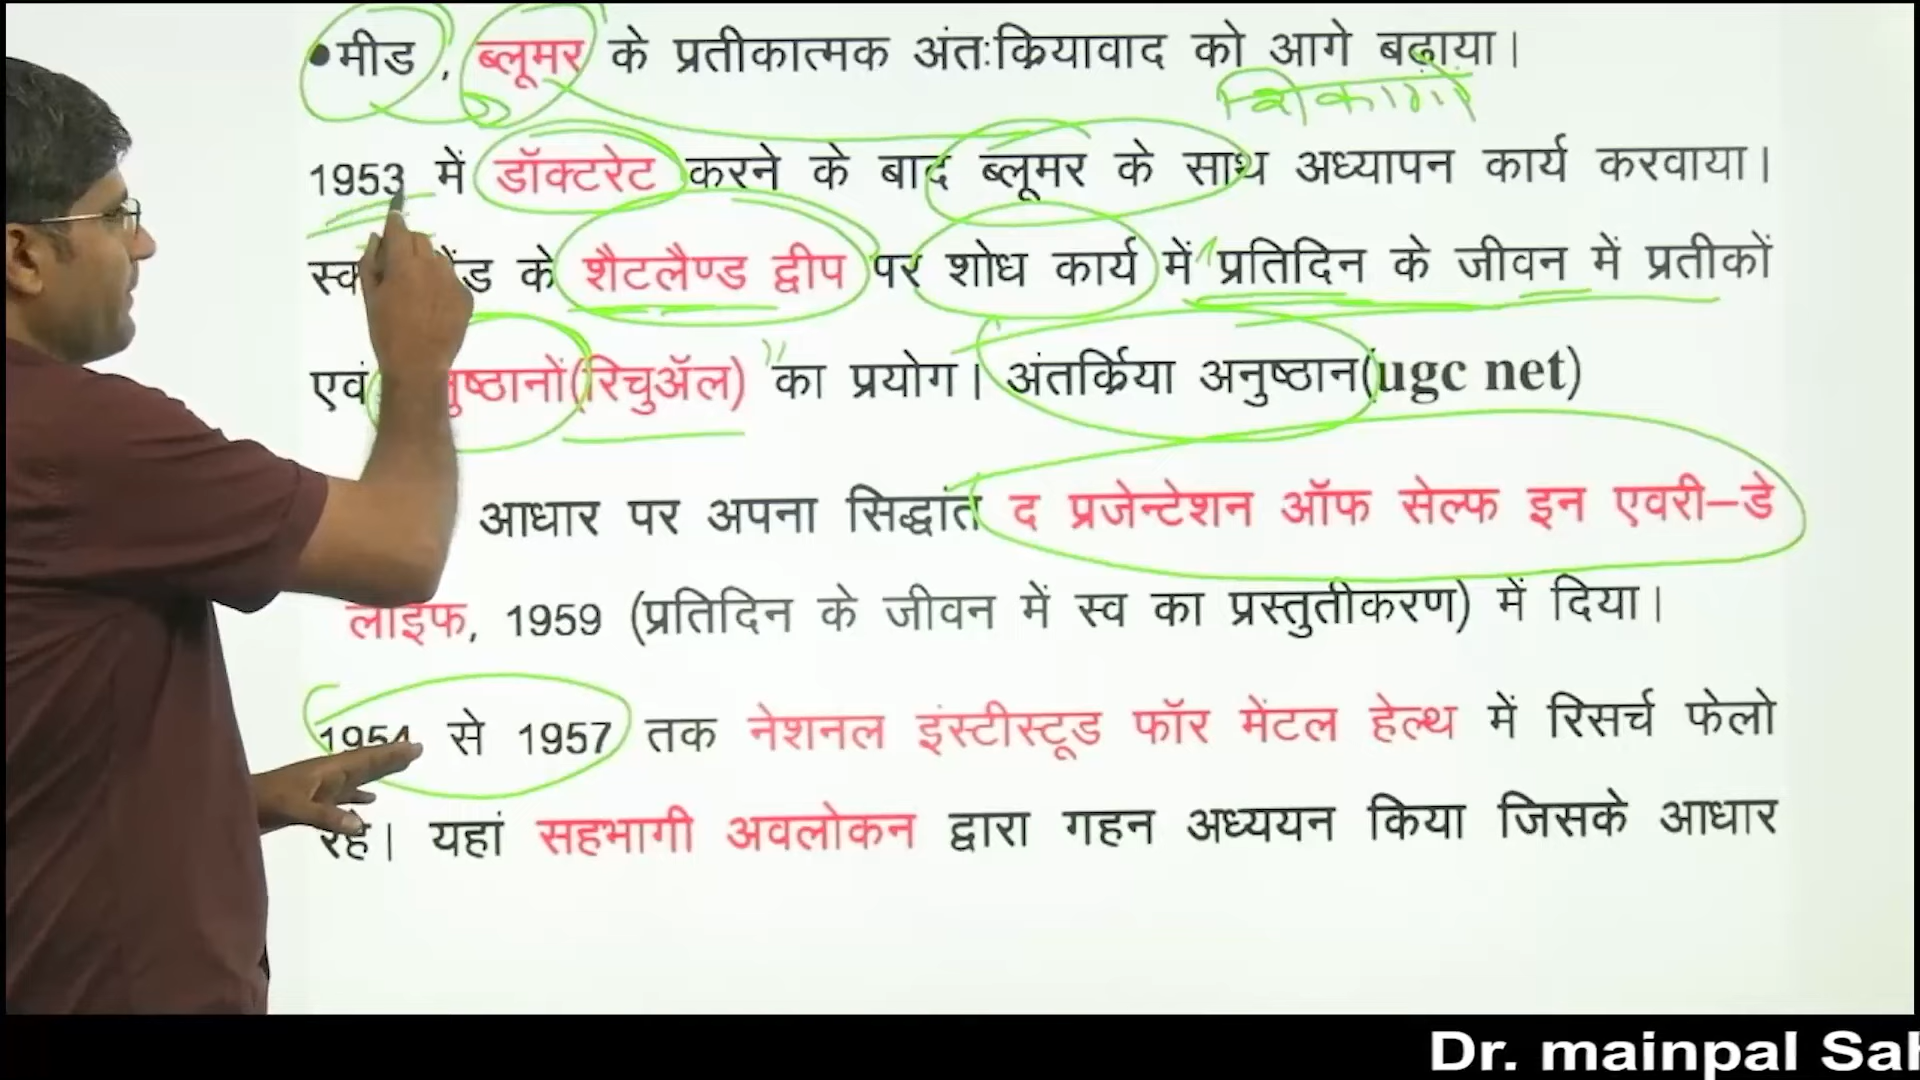 •मीड , ब्लूमर के प्रतीकात्मक अंतःक्रियावाद को आगे बढ़ाया।
शिकागो
1953 में डॉक्टरेट करने के बाद ब्लूमर के साथ अध्यापन कार्य करवाया।
के शैटलैण्ड द्वीप पर शोध कार्य में "प्रतिदिन के जीवन में प्रतीकों
एवं (रिचुॲल) " का प्रयोग। अंतर्क्रिया अनुष्ठान(ugc net)
आधार पर अपना सिद्धांत द प्रजेन्टेशन ऑफ सेल्फ इन एवरी–डे
लाइफ, 1959 (प्रतिदिन के जीवन में स्व का प्रस्तुतीकरण) में दिया।
1954 से 1957 तक नेशनल इंस्टीस्टूड फॉर मेंटल हेल्थ में रिसर्च फेलो
रहे। यहां सहभागी अवलोकन द्वारा गहन अध्ययन किया जिसके आधार
Dr. mainpal